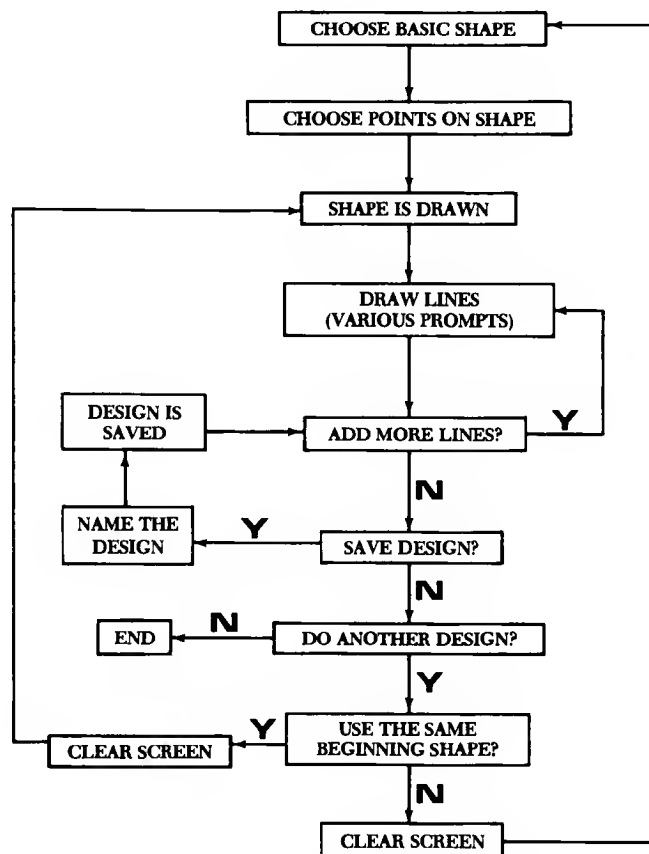 CHOOSE BASIC SHAPE
CHOOSE POINTS ON SHAPE
SHAPE IS DRAWN
DRAW LINES
(VARIOUS PROMPTS)
DESIGN IS
SAVED
ADD MORE LINES?
Y
N
NAME THE
DESIGN
Y
SAVE DESIGN?
N
END
N
DO ANOTHER DESIGN?
Y
CLEAR SCREEN
Y
USE THE SAME
BEGINNING SHAPE?
N
CLEAR SCREEN